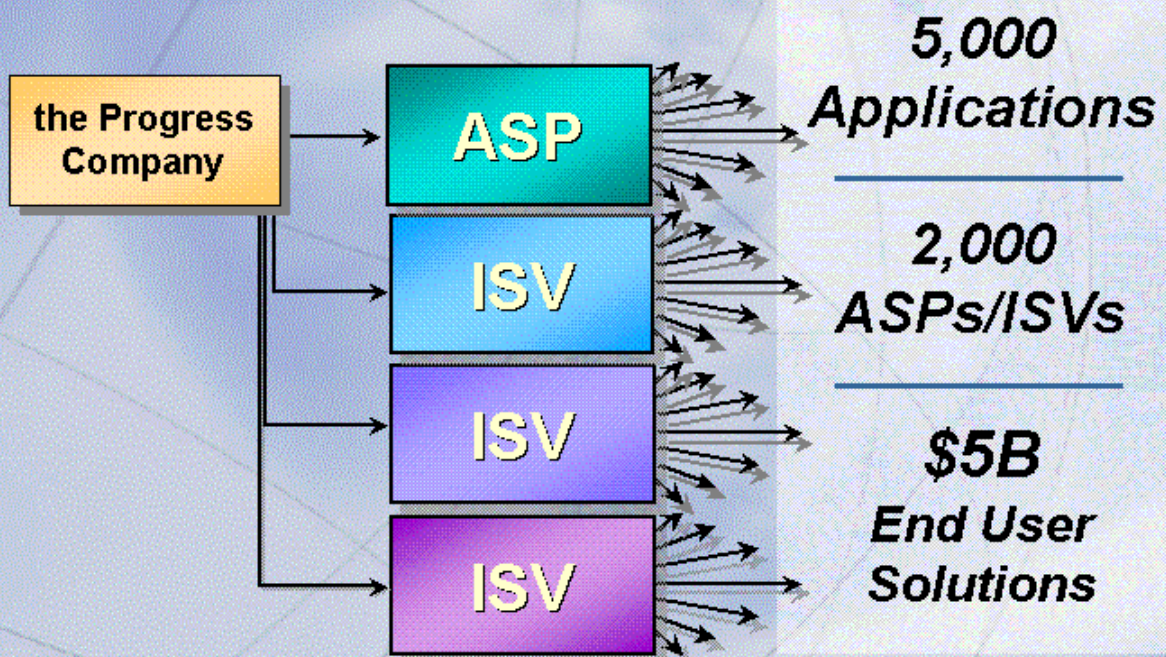 the Progress
Company
ASP
ISV
ISV
ISV
5,000
Applications
2,000
ASPs/ISVs
$5B
End User
Solutions